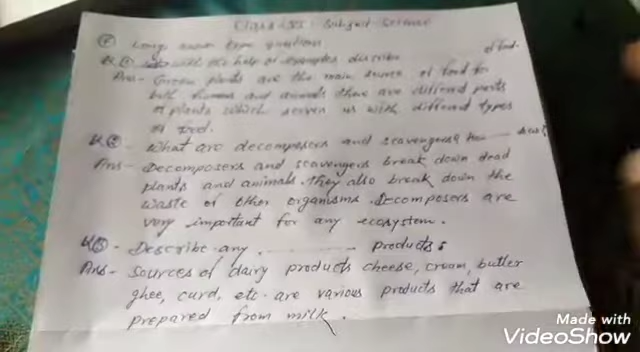 Class - Subject - Science
Long answer type questions
with the help of examples describe of food.
Ans - Green plants are the main source of food for
both humans and animals there are different parts
of plants which serves us with different types
of food.
What are decomposers and scavengers?
Ans - Decomposers and scavengers break down dead
plants and animals. They also break down the
waste of other organisms. Decomposers are
very important for any ecosystem.
Describe any ............ products
Ans - Sources of dairy products cheese, cream, butter
ghee, curd, etc. are various products that are
prepared from milk.
Made with
VideoShow